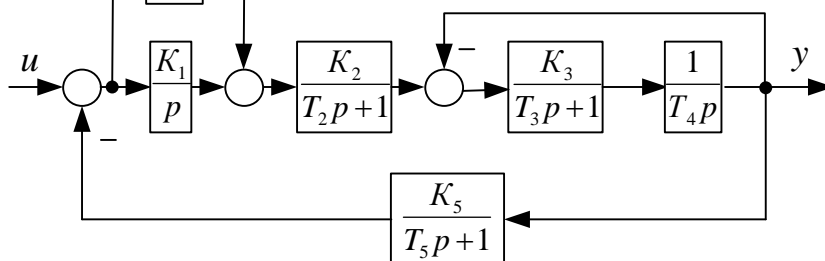 u
K₁/p
K₂/(T₂p+1)
−
K₃/(T₃p+1)
1/(T₄p)
y
−
K₅/(T₅p+1)